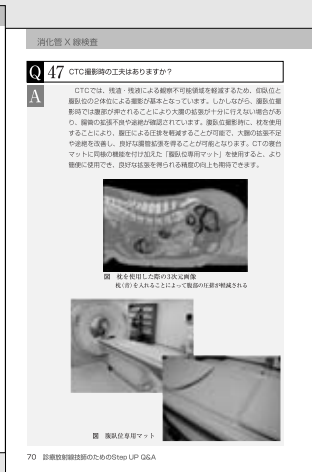 消化管 X 線検査
Q 47 CTC撮影時の工夫はありますか？
A
CTCでは、残渣・残液による観察不可能領域を軽減するため、仰臥位と
腹臥位の2体位による撮影が基本となっています。しかしながら、腹臥位撮
影時では腹部が押されることにより大腸の拡張が十分に行えない場合があ
り、腸管の拡張不良や途絶が確認されています。腹臥位撮影時に、枕を使用
することにより、腹圧による圧排を軽減することが可能で、大腸の拡張不足
や途絶を改善し、良好な腸管拡張を得ることが可能となります。CTの寝台
マットに同様の機能を付け加えた「腹臥位専用マット」を使用すると、より
簡便に使用でき、良好な拡張を得られる精度の向上も期待できます。
図 枕を使用した際の3次元画像
枕(青)を入れることによって腹部の圧排が軽減される
図 腹臥位専用マット
70 診療放射線技師のためのStep UP Q&A